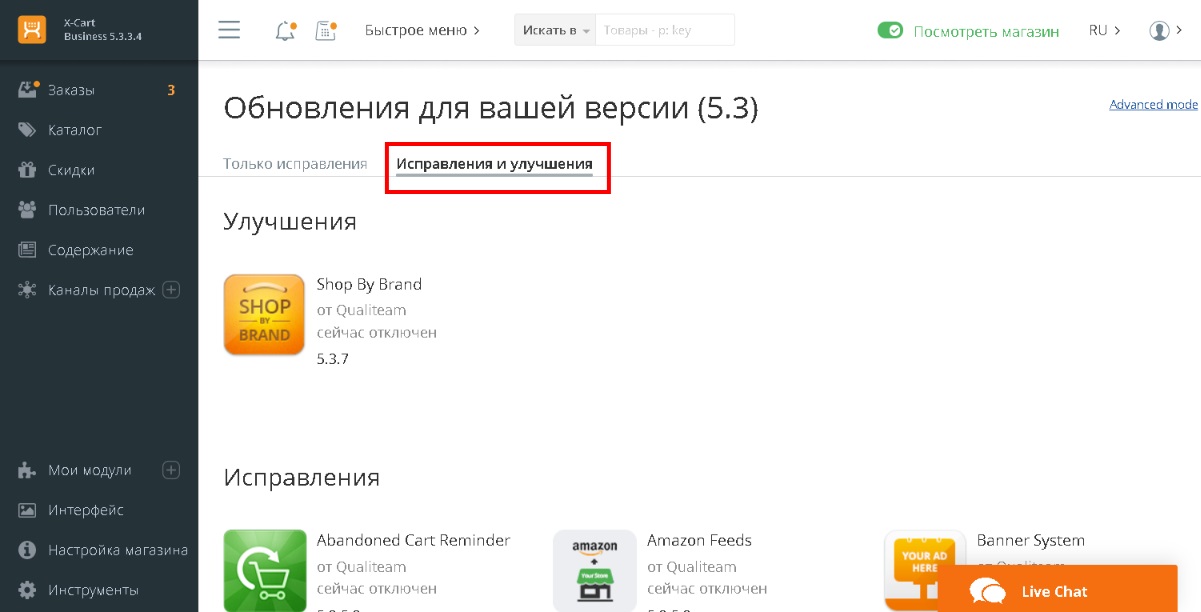 X-Cart
Business 5.3.3.4
Быстрое меню
Искать в
Товары - p: key
Посмотреть магазин
RU
Заказы 3
Каталог
Скидки
Пользователи
Содержание
Каналы продаж
Мои модули
Интерфейс
Настройка магазина
Инструменты
Обновления для вашей версии (5.3)
Advanced mode
Только исправления
Исправления и улучшения
Улучшения
SHOP
BY
BRAND
Shop By Brand
от Qualiteam
сейчас отключен
5.3.7
Исправления
Abandoned Cart Reminder
от Qualiteam
сейчас отключен
amazon
+
Your Store
Amazon Feeds
от Qualiteam
сейчас отключен
YOUR AD
HERE
Banner System
от Qualiteam
Live Chat